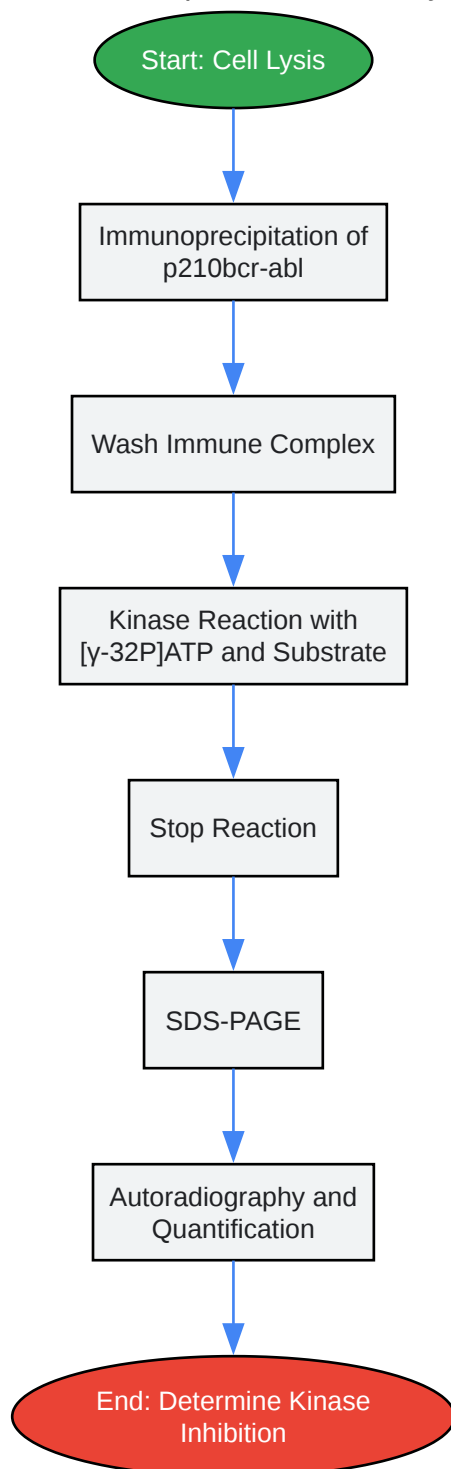 Start: Cell Lysis
Immunoprecipitation of
p210bcr-abl
Wash Immune Complex
Kinase Reaction with
[γ-32P]ATP and Substrate
Stop Reaction
SDS-PAGE
Autoradiography and
Quantification
End: Determine Kinase
Inhibition